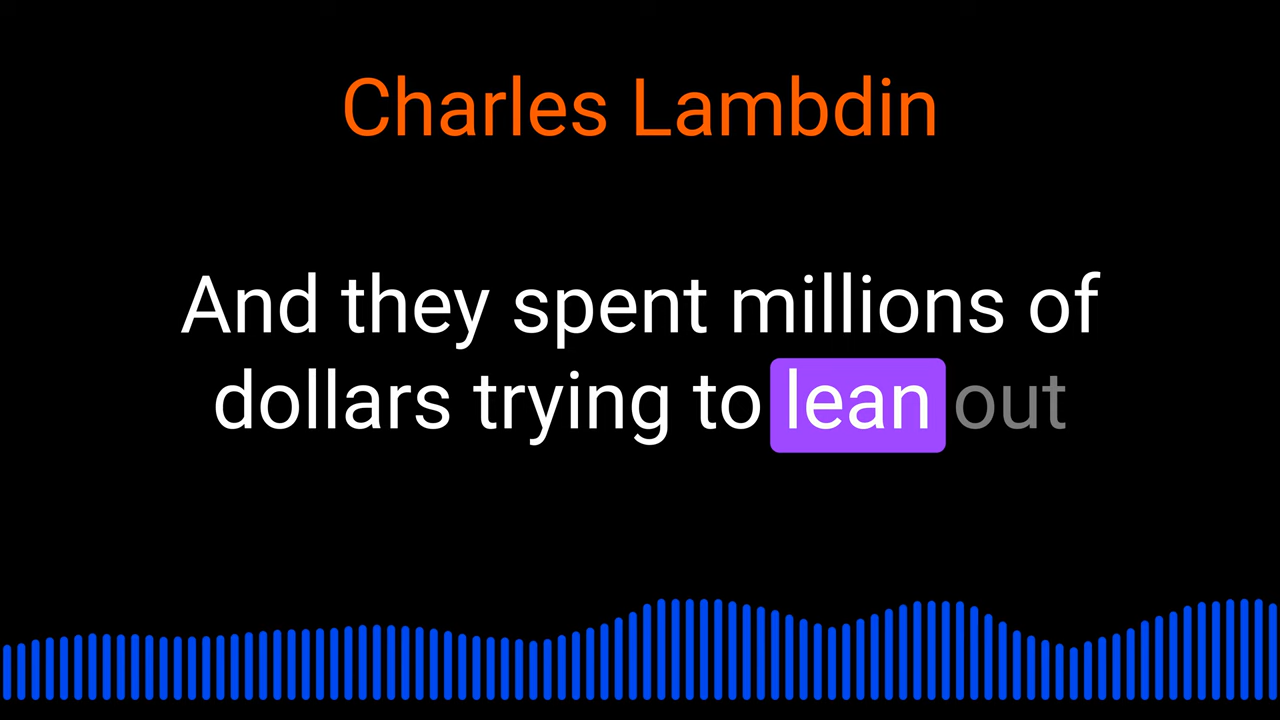 Charles Lambdin
And they spent millions of
dollars trying to lean out